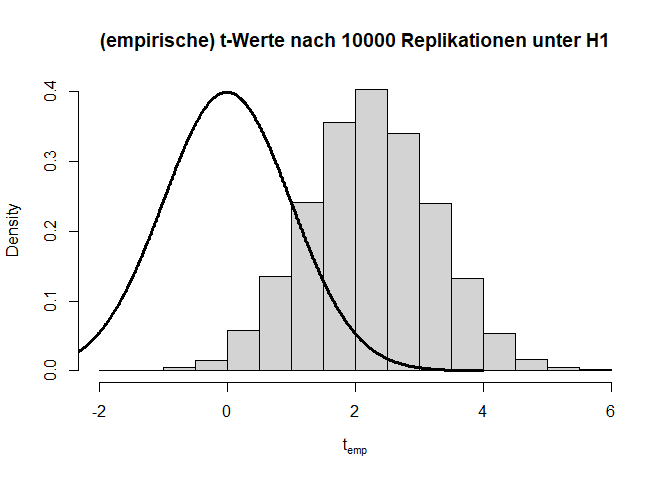 (empirische) t-Werte nach 10000 Replikationen unter H1
Density
0.4
0.3
0.2
0.1
0.0
-2 0 2 4 6
t_emp